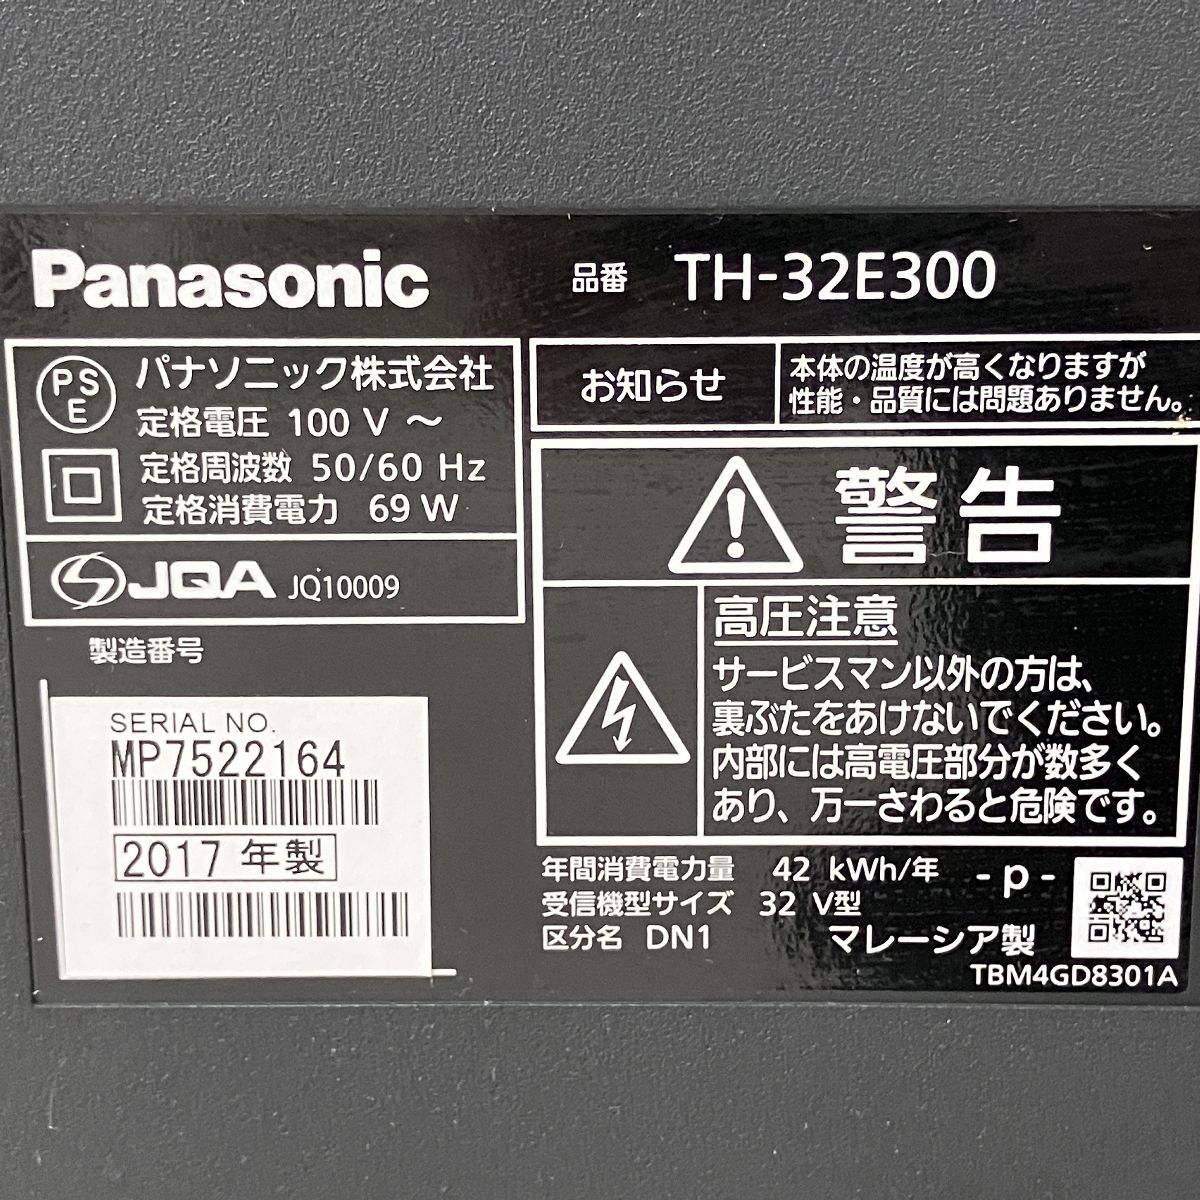 Panasonic
品番 TH-32E300
PS
E
パナソニック株式会社
定格電圧 100 V ～
定格周波数 50/60 Hz
定格消費電力 69 W
JQA JQ10009
製造番号
SERIAL NO.
MP7522164
2017 年製
お知らせ
本体の温度が高くなりますが
性能・品質には問題ありません。
警告
高圧注意
サービスマン以外の方は、
裏ぶたをあけないでください。
内部には高電圧部分が数多く
あり、万一さわると危険です。
年間消費電力量 42 kWh/年
受信機型サイズ 32 V型
区分名 DN1
- p -
マレーシア製
TBM4GD8301A